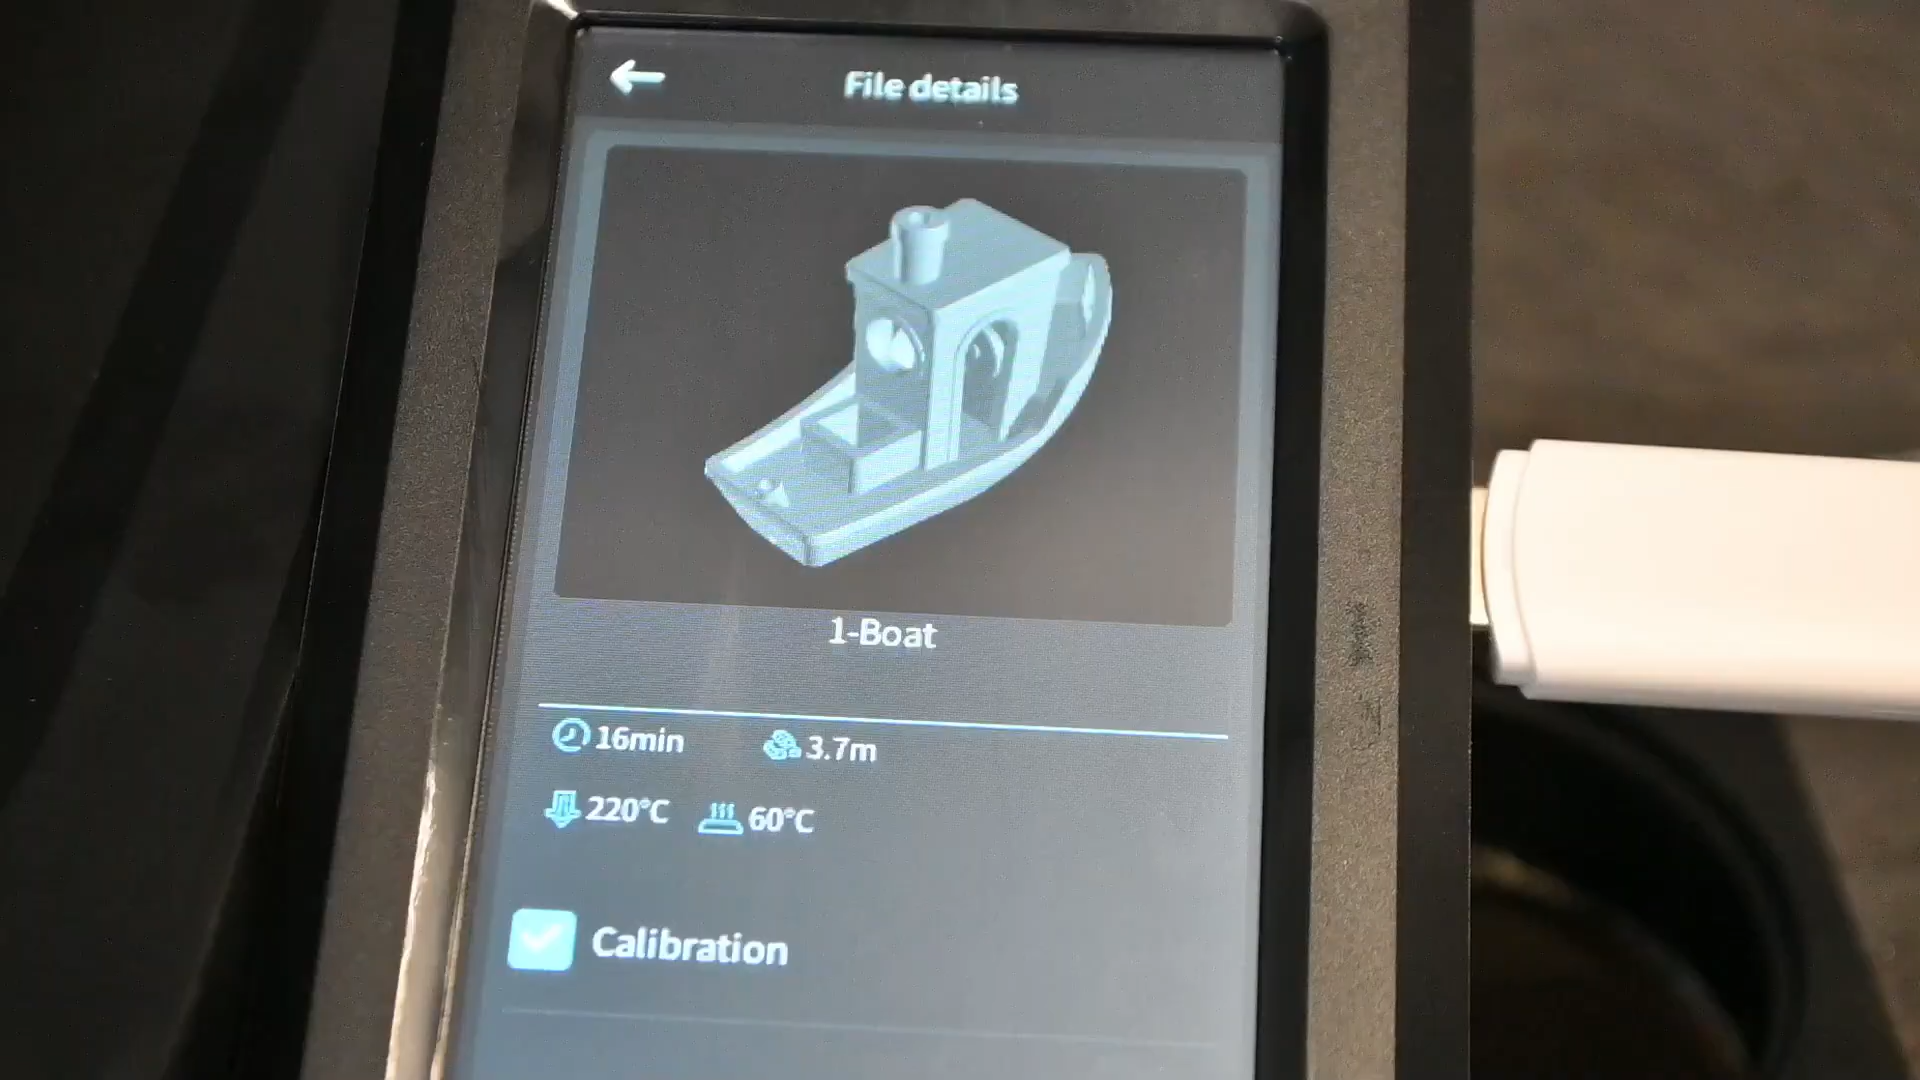 File details
1-Boat
16min 3.7m
220°C 60°C
Calibration